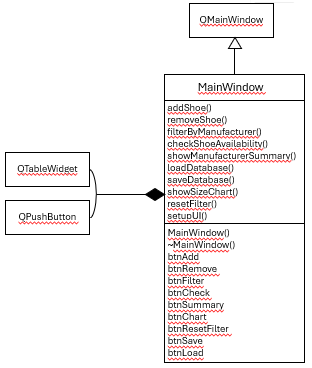 QMainWindow
MainWindow
addShoe()
removeShoe()
filterByManufacturer()
checkShoeAvailability()
showManufacturerSummary()
loadDatabase()
saveDatabase()
showSizeChart()
resetFilter()
setupUI()
MainWindow()
~MainWindow()
btnAdd
btnRemove
btnFilter
btnCheck
btnSummary
btnChart
btnResetFilter
btnSave
btnLoad
QTableWidget
QPushButton